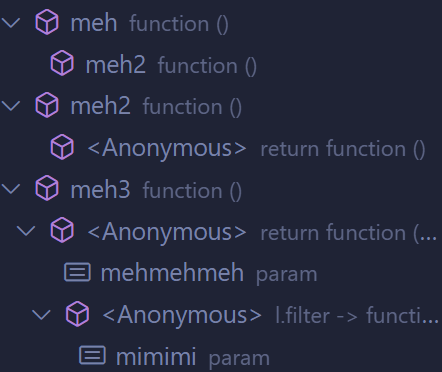 meh function ()
meh2 function ()
meh2 function ()
<Anonymous> return function ()
meh3 function ()
<Anonymous> return function (...
mehmehmeh param
<Anonymous> l.filter -> functi...
mimimi param